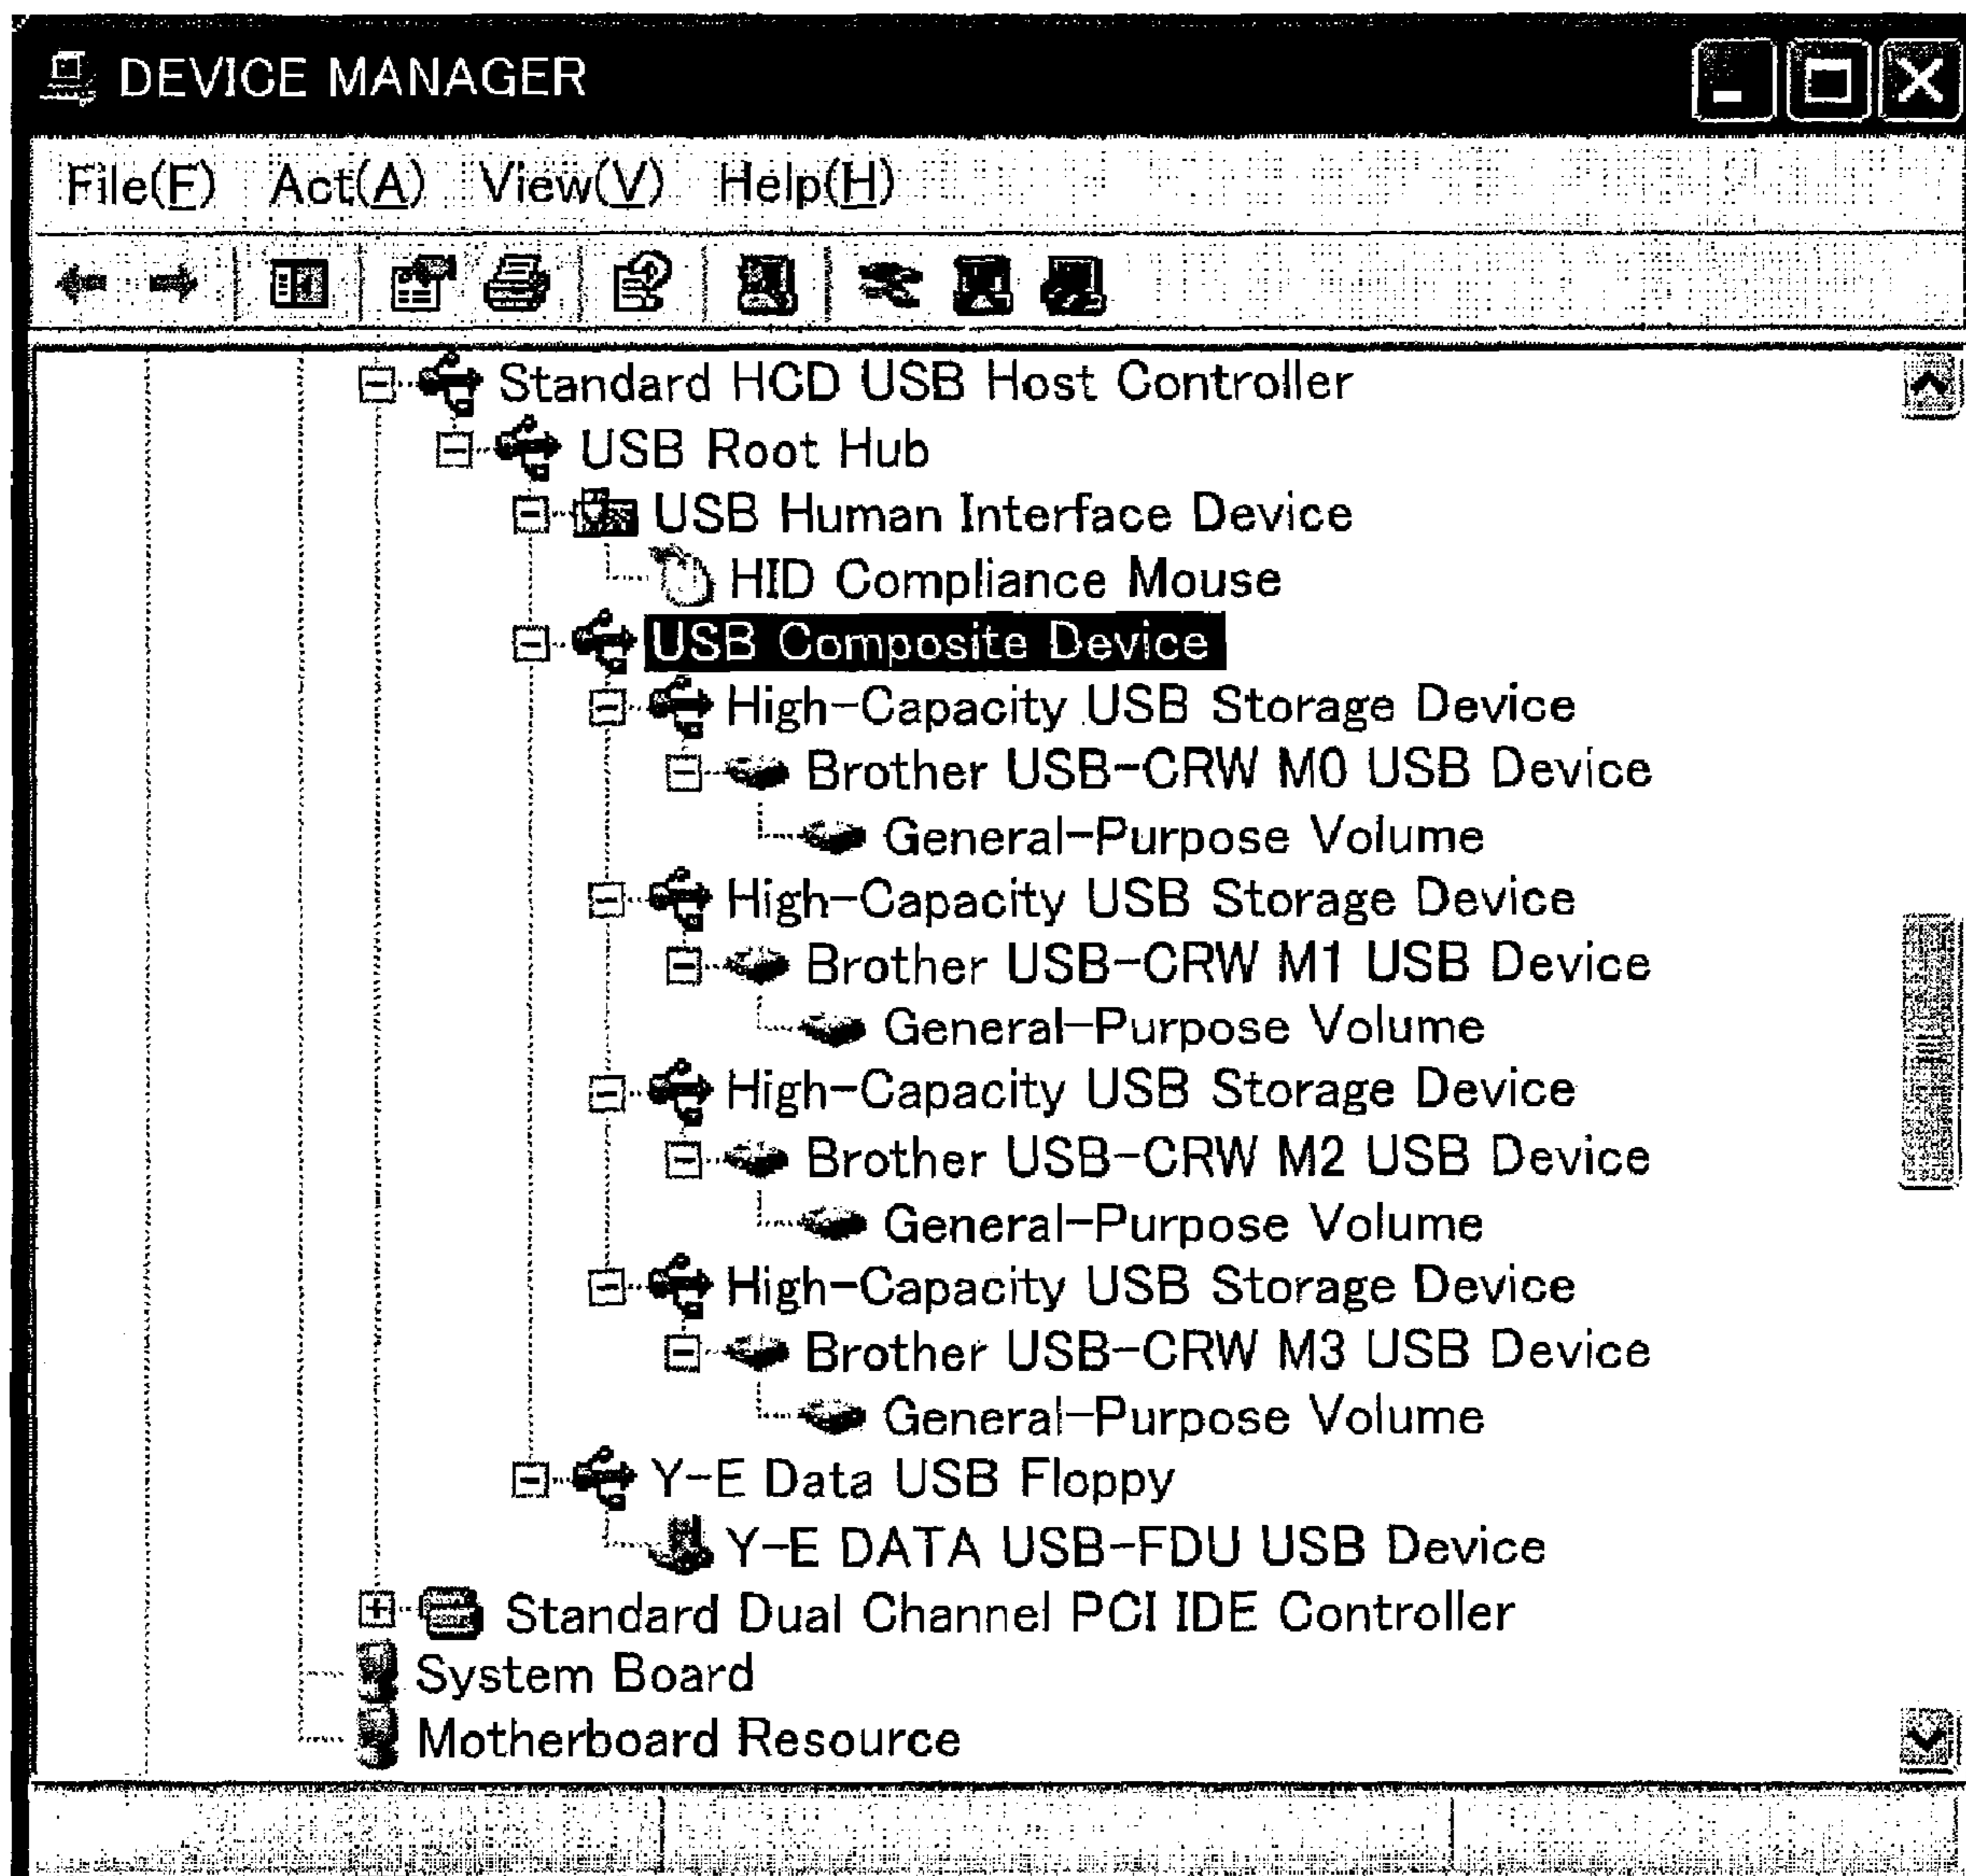 DEVICE MANAGER
File(F) Act(A) View(V) Help(H)
Standard HCD USB Host Controller
USB Root Hub
USB Human Interface Device
HID Compliance Mouse
USB Composite Device
High-Capacity USB Storage Device
Brother USB-CRW M0 USB Device
General-Purpose Volume
High-Capacity USB Storage Device
Brother USB-CRW M1 USB Device
General-Purpose Volume
High-Capacity USB Storage Device
Brother USB-CRW M2 USB Device
General-Purpose Volume
High-Capacity USB Storage Device
Brother USB-CRW M3 USB Device
General-Purpose Volume
Y-E Data USB Floppy
Y-E DATA USB-FDU USB Device
Standard Dual Channel PCI IDE Controller
System Board
Motherboard Resource